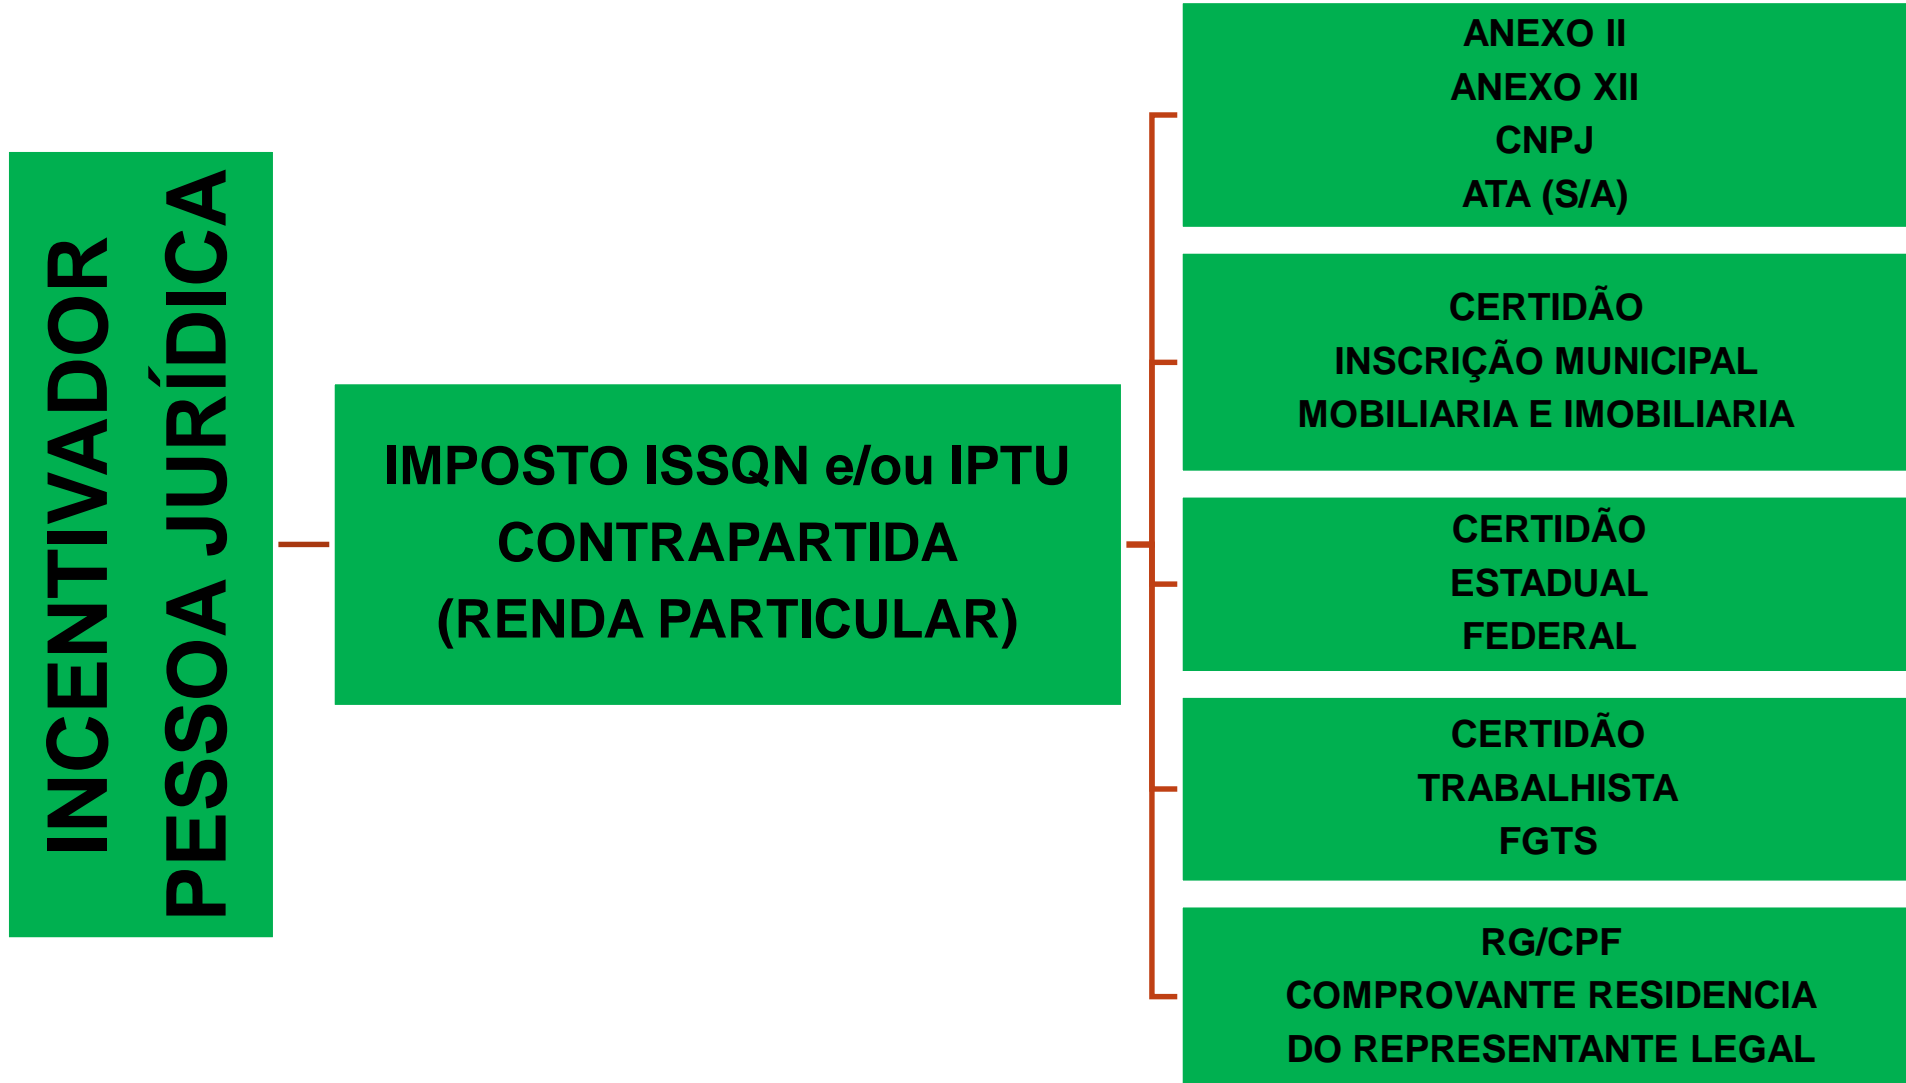 INCENTIVADOR
PESSOA JURÍDICA
IMPOSTO ISSQN e/ou IPTU
CONTRAPARTIDA
(RENDA PARTICULAR)
ANEXO II
ANEXO XII
CNPJ
ATA (S/A)
CERTIDÃO
INSCRIÇÃO MUNICIPAL
MOBILIARIA E IMOBILIARIA
CERTIDÃO
ESTADUAL
FEDERAL
CERTIDÃO
TRABALHISTA
FGTS
RG/CPF
COMPROVANTE RESIDENCIA
DO REPRESENTANTE LEGAL